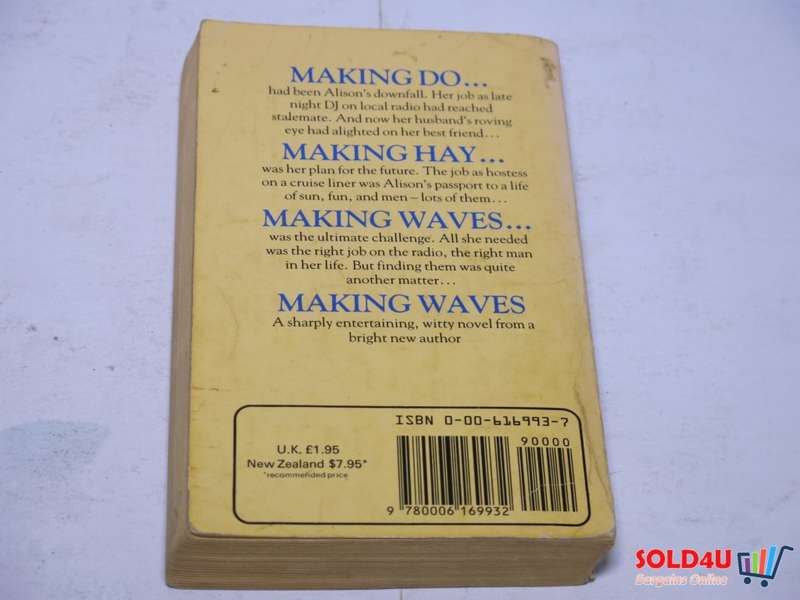 MAKING DO...
had been Alison's downfall. Her job as late
night DJ on local radio had reached
stalemate. And now her husband's roving
eye had alighted on her best friend...
MAKING HAY...
was her plan for the future. The job as hostess
on a cruise liner was Alison's passport to a life
of sun, fun, and men – lots of them...
MAKING WAVES...
was the ultimate challenge. All she needed
was the right job on the radio, the right man
in her life. But finding them was quite
another matter...
MAKING WAVES
A sharply entertaining, witty novel from a
bright new author
ISBN 0-00-616993-7
U.K. £1.95
New Zealand $7.95*
*recommended price
90000
9 780006 169932
SOLD4U
Bargains Online